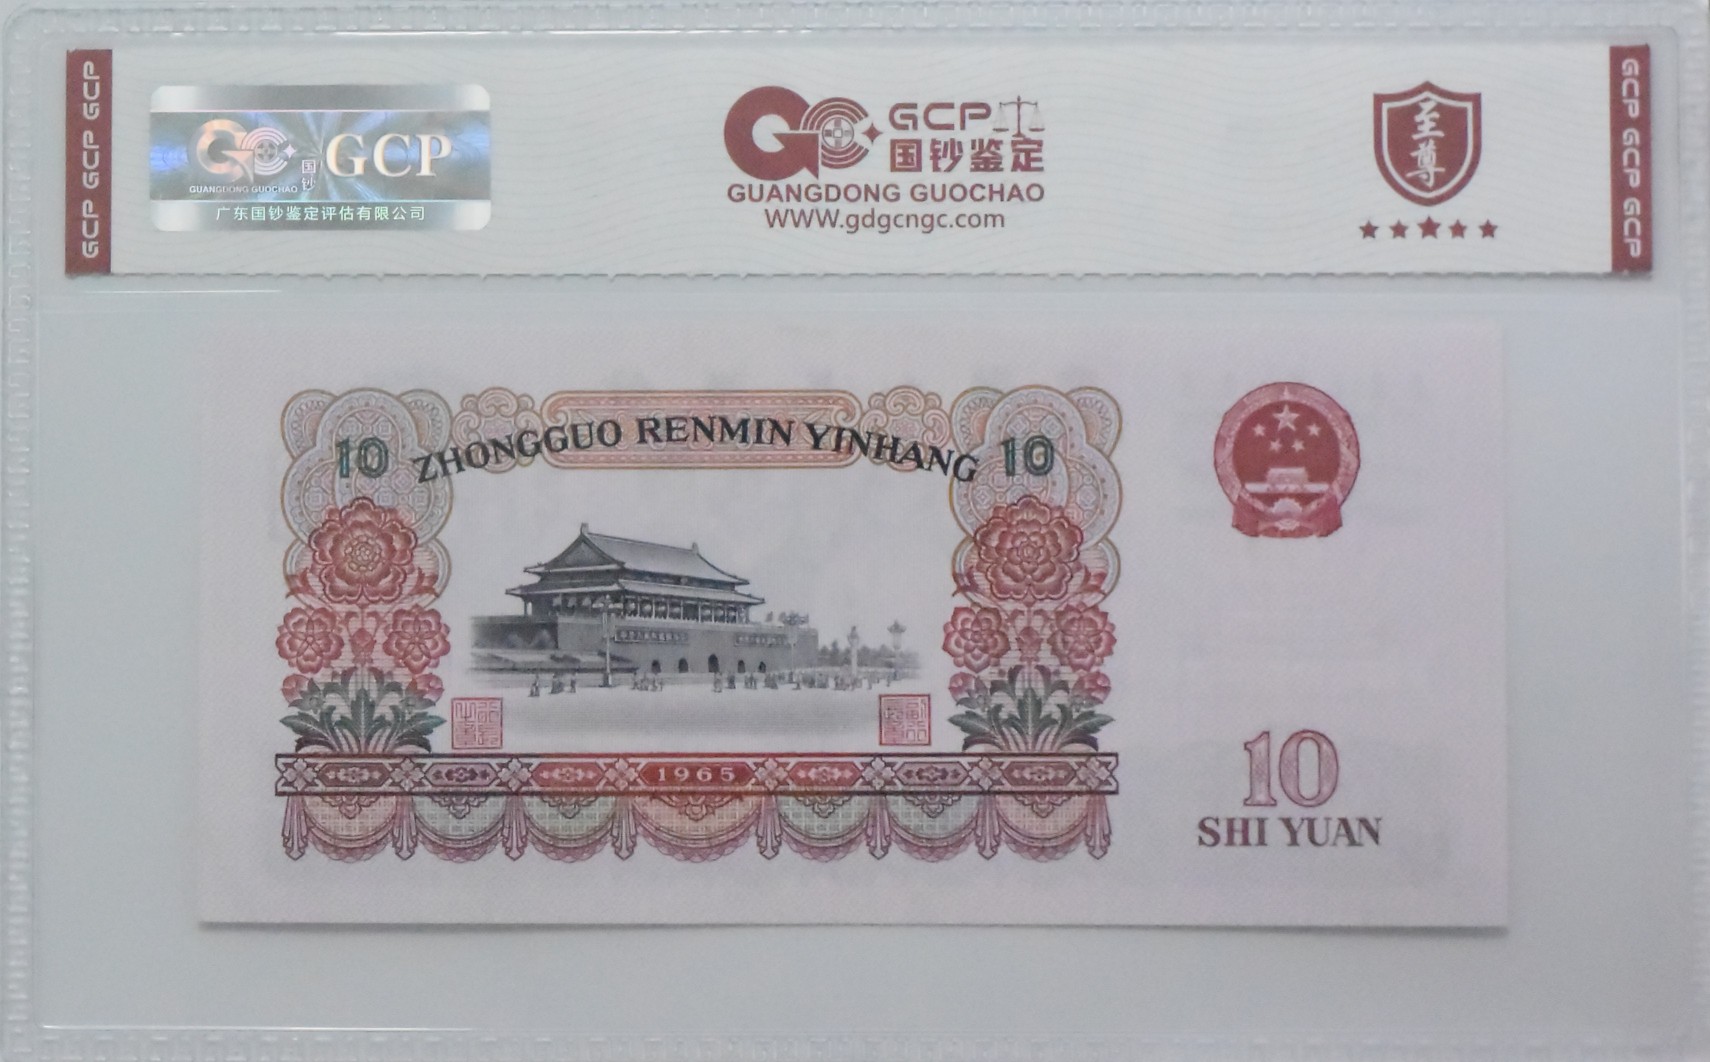 GCP GCP GCP
GCP
国钞
GUANGDONG GUOCHAO
广东国钞鉴定评估有限公司
GCP
国钞鉴定
GUANGDONG GUOCHAO
WWW.gdgcngc.com
至尊
GCP GCP GCP GCP
ZHONGGUO RENMIN YINHANG
10
10
1965
10
SHI YUAN